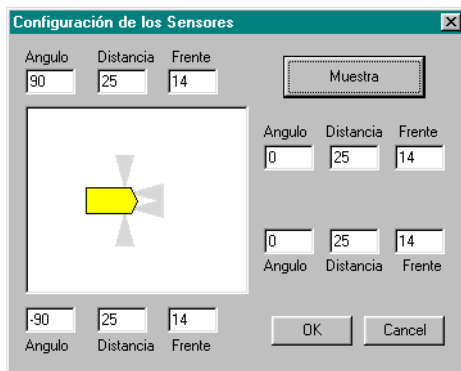 Configuración de los Sensores
Angulo Distancia Frente
90 25 14
Muestra
Angulo Distancia Frente
0 25 14
0 25 14
Angulo Distancia Frente
-90 25 14
Angulo Distancia Frente
OK Cancel